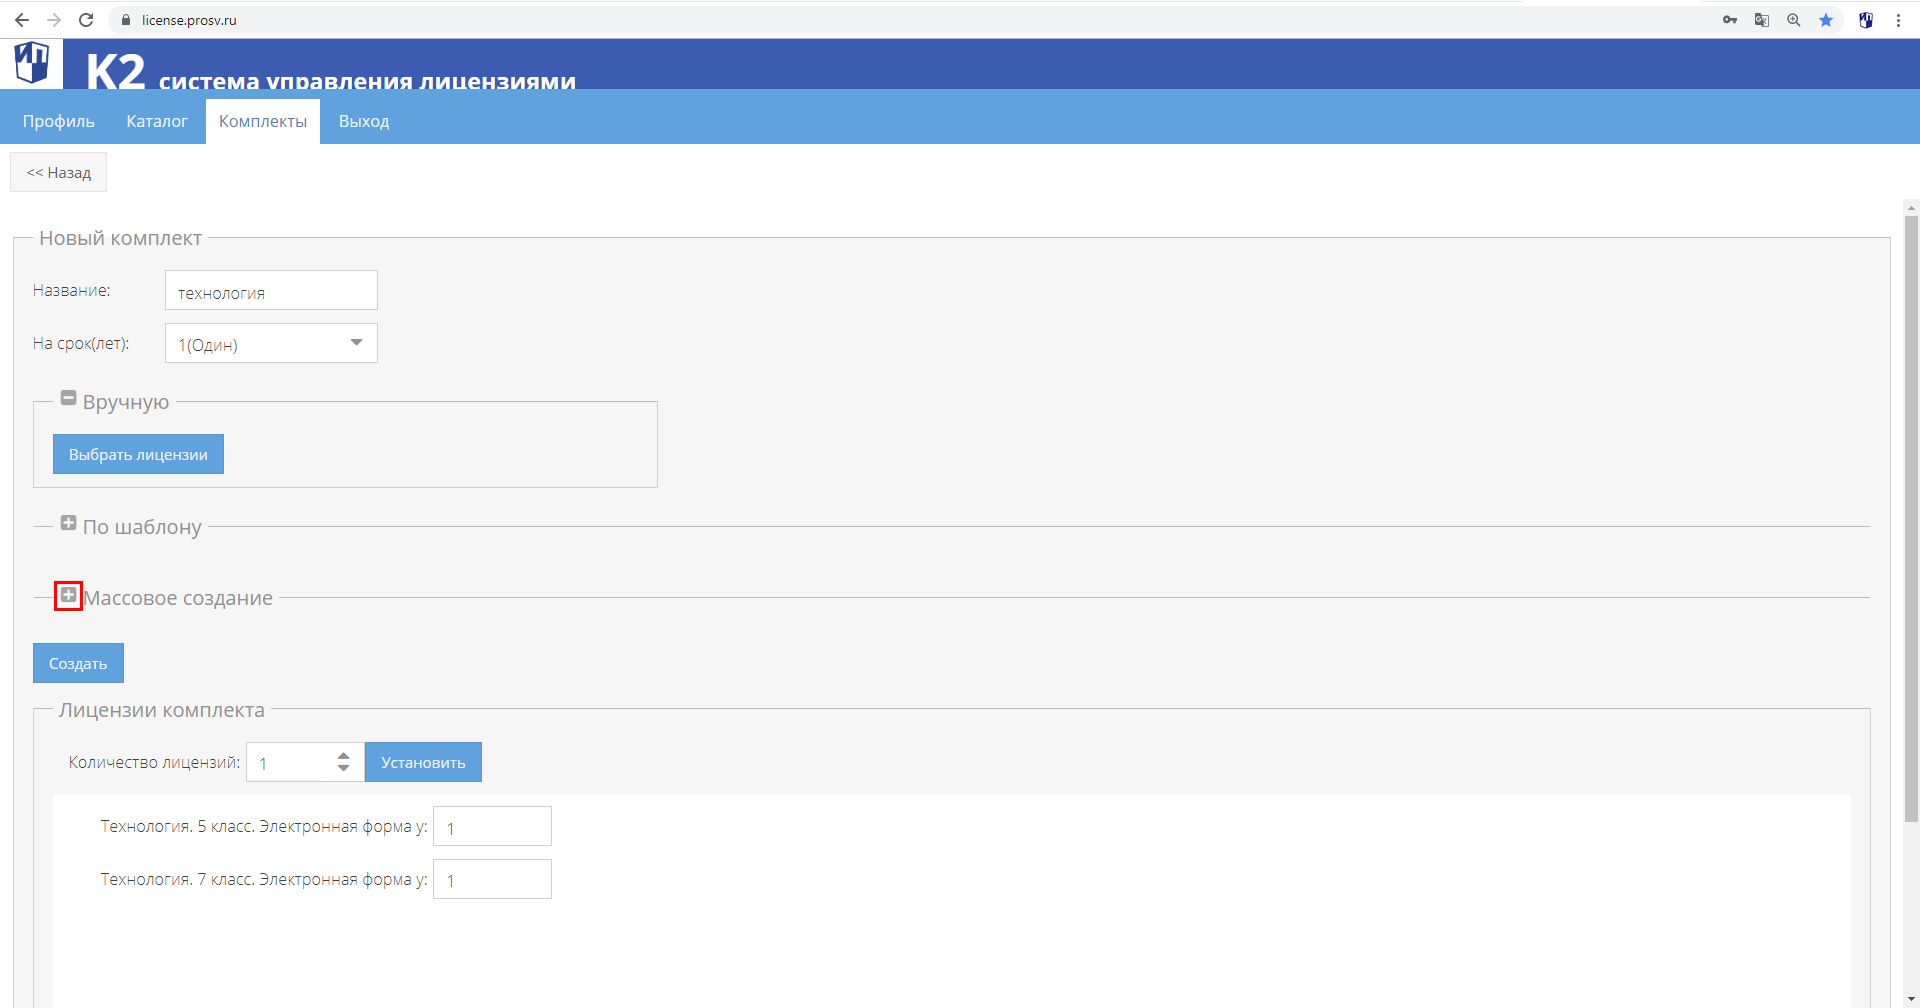 license.prosv.ru
ИП
К2 система управления лицензиями
Профиль Каталог Комплекты Выход
<< Назад
Новый комплект
Название: технология
На срок(лет): 1(Один)
Вручную
Выбрать лицензии
По шаблону
Массовое создание
Создать
Лицензии комплекта
Количество лицензий: 1 Установить
Технология. 5 класс. Электронная форма у: 1
Технология. 7 класс. Электронная форма у: 1